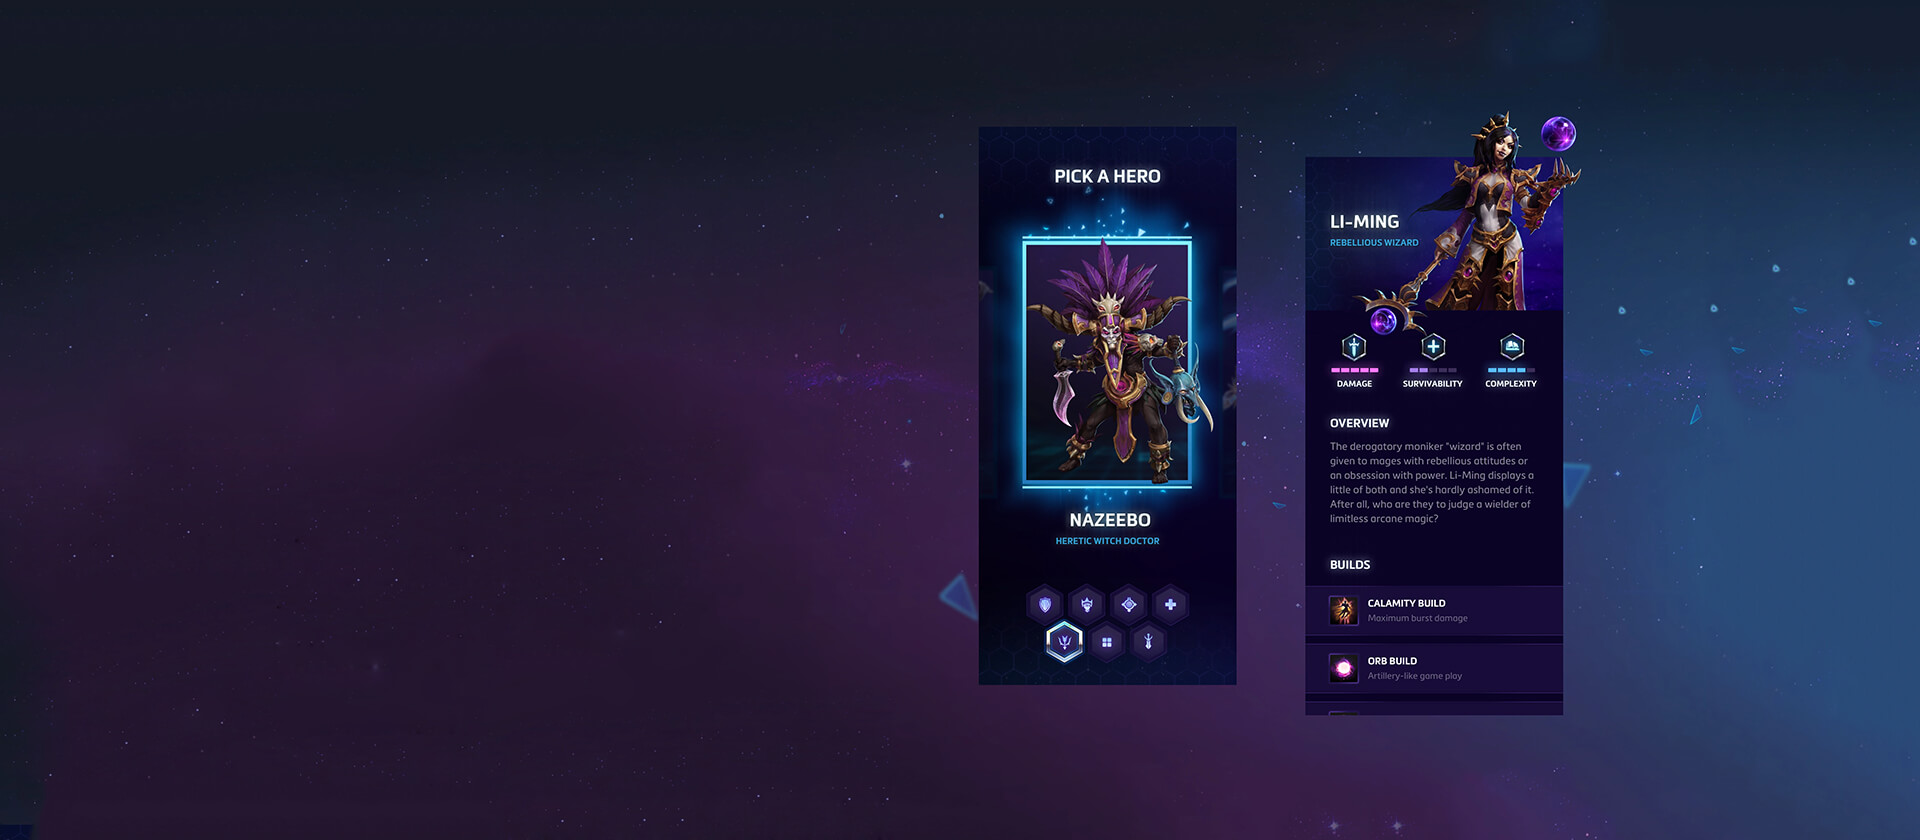 PICK A HERO
NAZEEBO
HERETIC WITCH DOCTOR
LI-MING
REBELLIOUS WIZARD
DAMAGE
SURVIVABILITY
COMPLEXITY
OVERVIEW
The derogatory moniker "wizard" is often
given to mages with rebellious attitudes or
an obsession with power. Li-Ming displays a
little of both and she's hardly ashamed of it.
After all, who are they to judge a wielder of
limitless arcane magic?
BUILDS
CALAMITY BUILD
Maximum burst damage
ORB BUILD
Artillery-like game play